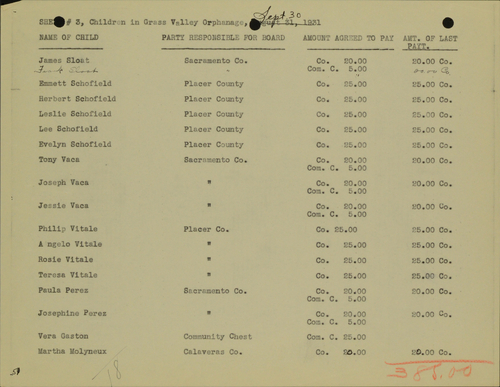 Sept 30
SHEET # 3, Children in Grass Valley Orphanage, August 31, 1931
NAME OF CHILD PARTY RESPONSIBLE FOR BOARD AMOUNT AGREED TO PAY AMT. OF LAST PAYT.
James Sloat Sacramento Co. Co. 20.00 20.00 Co.
Com. C. 5.00
Sloat "
Emmett Schofield Placer County Co. 25.00 25.00 Co.
Herbert Schofield Placer County Co. 25.00 25.00 Co.
Leslie Schofield Placer County Co. 25.00 25.00 Co.
Lee Schofield Placer County Co. 25.00 25.00 Co.
Evelyn Schofield Placer County Co. 25.00 25.00 Co.
Tony Vaca Sacramento Co. Co. 20.00 20.00 Co.
Com. C. 5.00
Joseph Vaca " Co. 20.00 20.00 Co.
Com. C. 5.00
Jessie Vaca " Co. 20.00 20.00 Co.
Com. C. 5.00
Philip Vitale Placer Co. Co. 25.00 25.00 Co.
Angelo Vitale " Co. 25.00 25.00 Co.
Rosie Vitale " Co. 25.00 25.00 Co.
Teresa Vitale " Co. 25.00 25.00 Co.
Paula Perez Sacramento Co. Co. 20.00 20.00 Co.
Com. C. 5.00
Josephine Perez " Co. 20.00 20.00 Co.
Com. C. 5.00
Vera Gaston Community Chest Com. C. 25.00
Martha Molyneux Calaveras Co. Co. 20.00 20.00 Co.
18 385.00